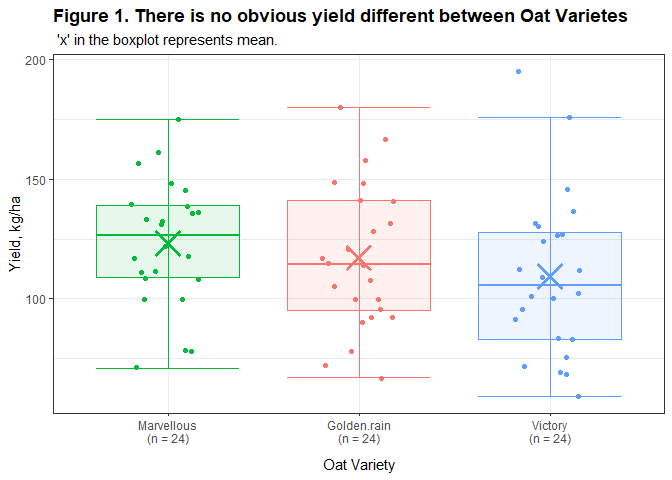 Figure 1. There is no obvious yield different between Oat Varietes
'x' in the boxplot represents mean.
200
150
100
Yield, kg/ha
Marvellous
(n = 24)
Golden.rain
(n = 24)
Victory
(n = 24)
Oat Variety